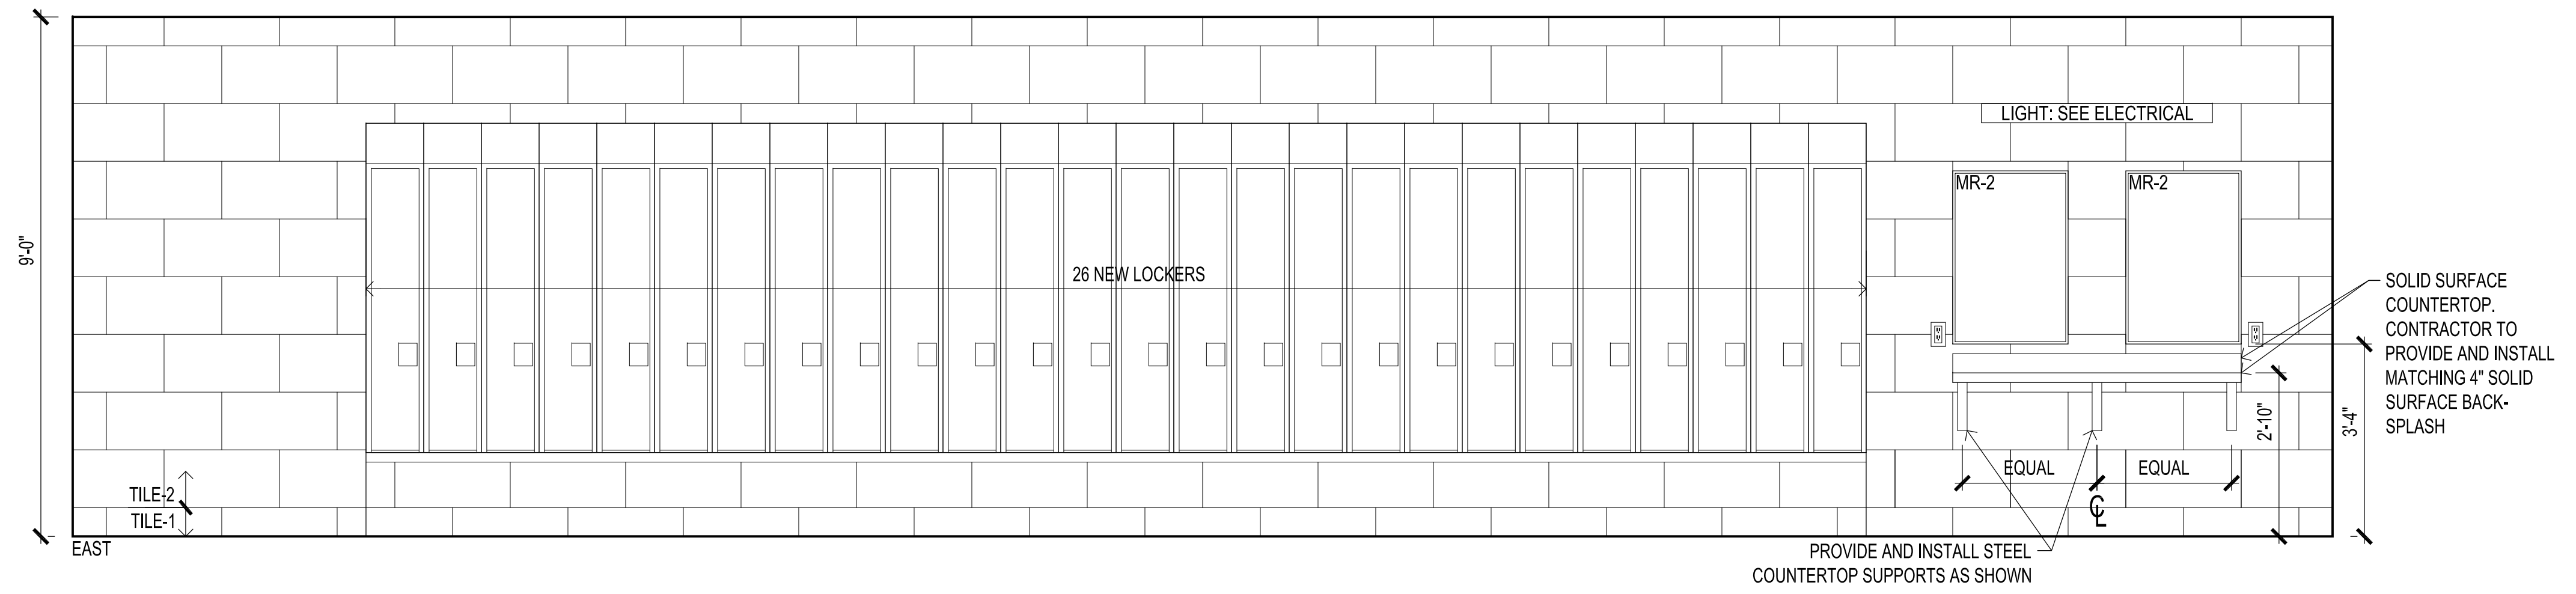 LIGHT: SEE ELECTRICAL
MR-2
MR-2
9'-0"
26 NEW LOCKERS
SOLID SURFACE
COUNTERTOP.
CONTRACTOR TO
PROVIDE AND INSTALL
MATCHING 4" SOLID
SURFACE BACK-
SPLASH
2'-10"
3'-4"
EQUAL
EQUAL
CL
TILE-2
TILE-1
EAST
PROVIDE AND INSTALL STEEL
COUNTERTOP SUPPORTS AS SHOWN